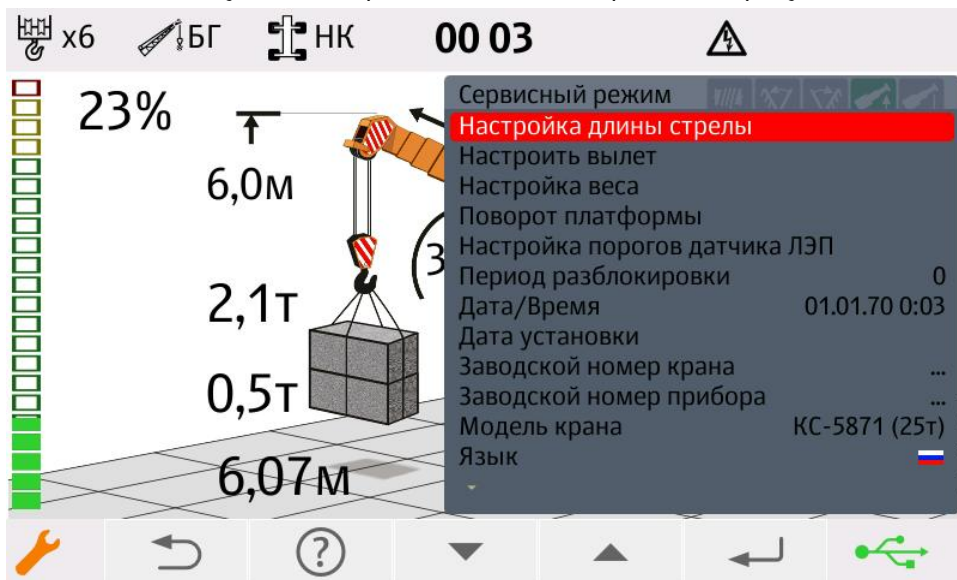 x6 БГ НК 00 03
23%
6,0м
2,1т
0,5т
6,07м
3
Сервисный режим
Настройка длины стрелы
Настроить вылет
Настройка веса
Поворот платформы
Настройка порогов датчика ЛЭП
Период разблокировки 0
Дата/Время 01.01.70 0:03
Дата установки
Заводской номер крана ...
Заводской номер прибора ...
Модель крана КС-5871 (25т)
Язык
?